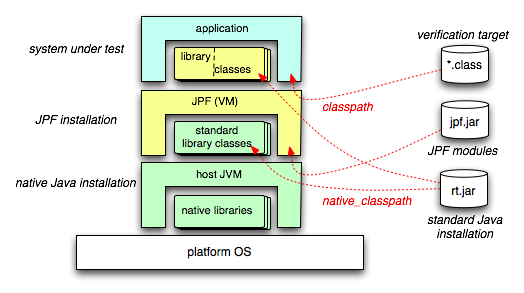 application
verification target
system under test
library
classes
*.class
classpath
JPF (VM)
JPF installation
standard
library classes
jpf.jar
JPF modules
host JVM
native Java installation
rt.jar
native libraries
native_classpath
standard Java
installation
platform OS